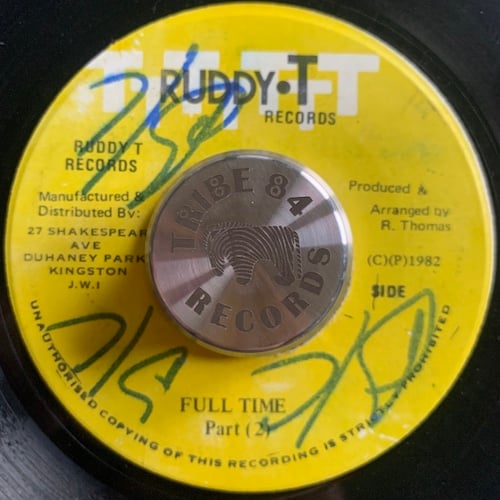 RUDDY•T
RECORDS
RUDDY T
RECORDS
Manufactured &
Distributed By:
27 SHAKESPEAR
AVE
DUHANEY PARK
KINGSTON
J.W.I
Produced &
Arranged by
R. Thomas
(C)(P)1982
SIDE
TRIBE 84
RECORDS
FULL TIME
Part (2)
UNAUTHORISED COPYING OF THIS RECORDING IS STRICTLY PROHIBITED